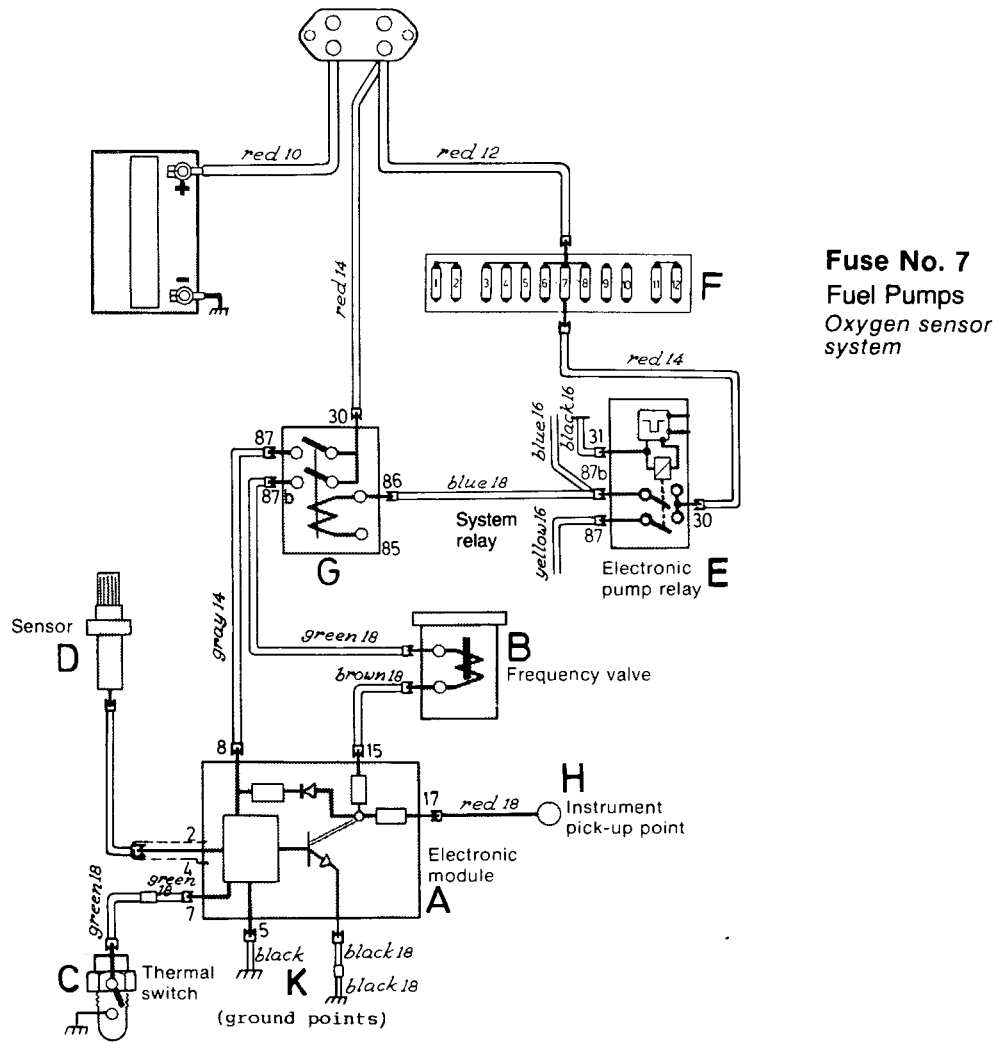 red 10
red 12
+
-
red 14
1 2 3 4 5 6 7 8 9 10 11 12
F
Fuse No. 7
Fuel Pumps
Oxygen sensor
system
red 14
30
87
87b
86
85
G
blue 18
System
relay
blue 16
black 16
31
87b
87
30
yellow 16
Electronic
pump relay
E
Sensor
D
gray 14
green 18
brown 18
B
Frequency valve
8
15
17
red 18
H
Instrument
pick-up point
2
4
green
18
7
5
Electronic
module
A
green 18
C
Thermal
switch
black
K
black 18
black 18
(ground points)